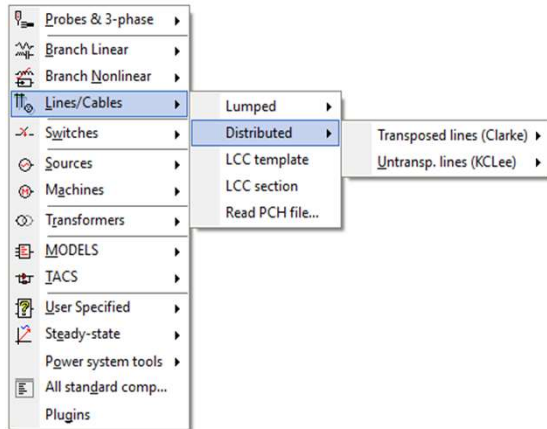 Probes & 3-phase
Branch Linear
Branch Nonlinear
Lines/Cables
Switches
Sources
Machines
Transformers
MODELS
TACS
User Specified
Steady-state
Power system tools
All standard comp...
Plugins
Lumped
Distributed
LCC template
LCC section
Read PCH file...
Transposed lines (Clarke)
Untransp. lines (KCLee)